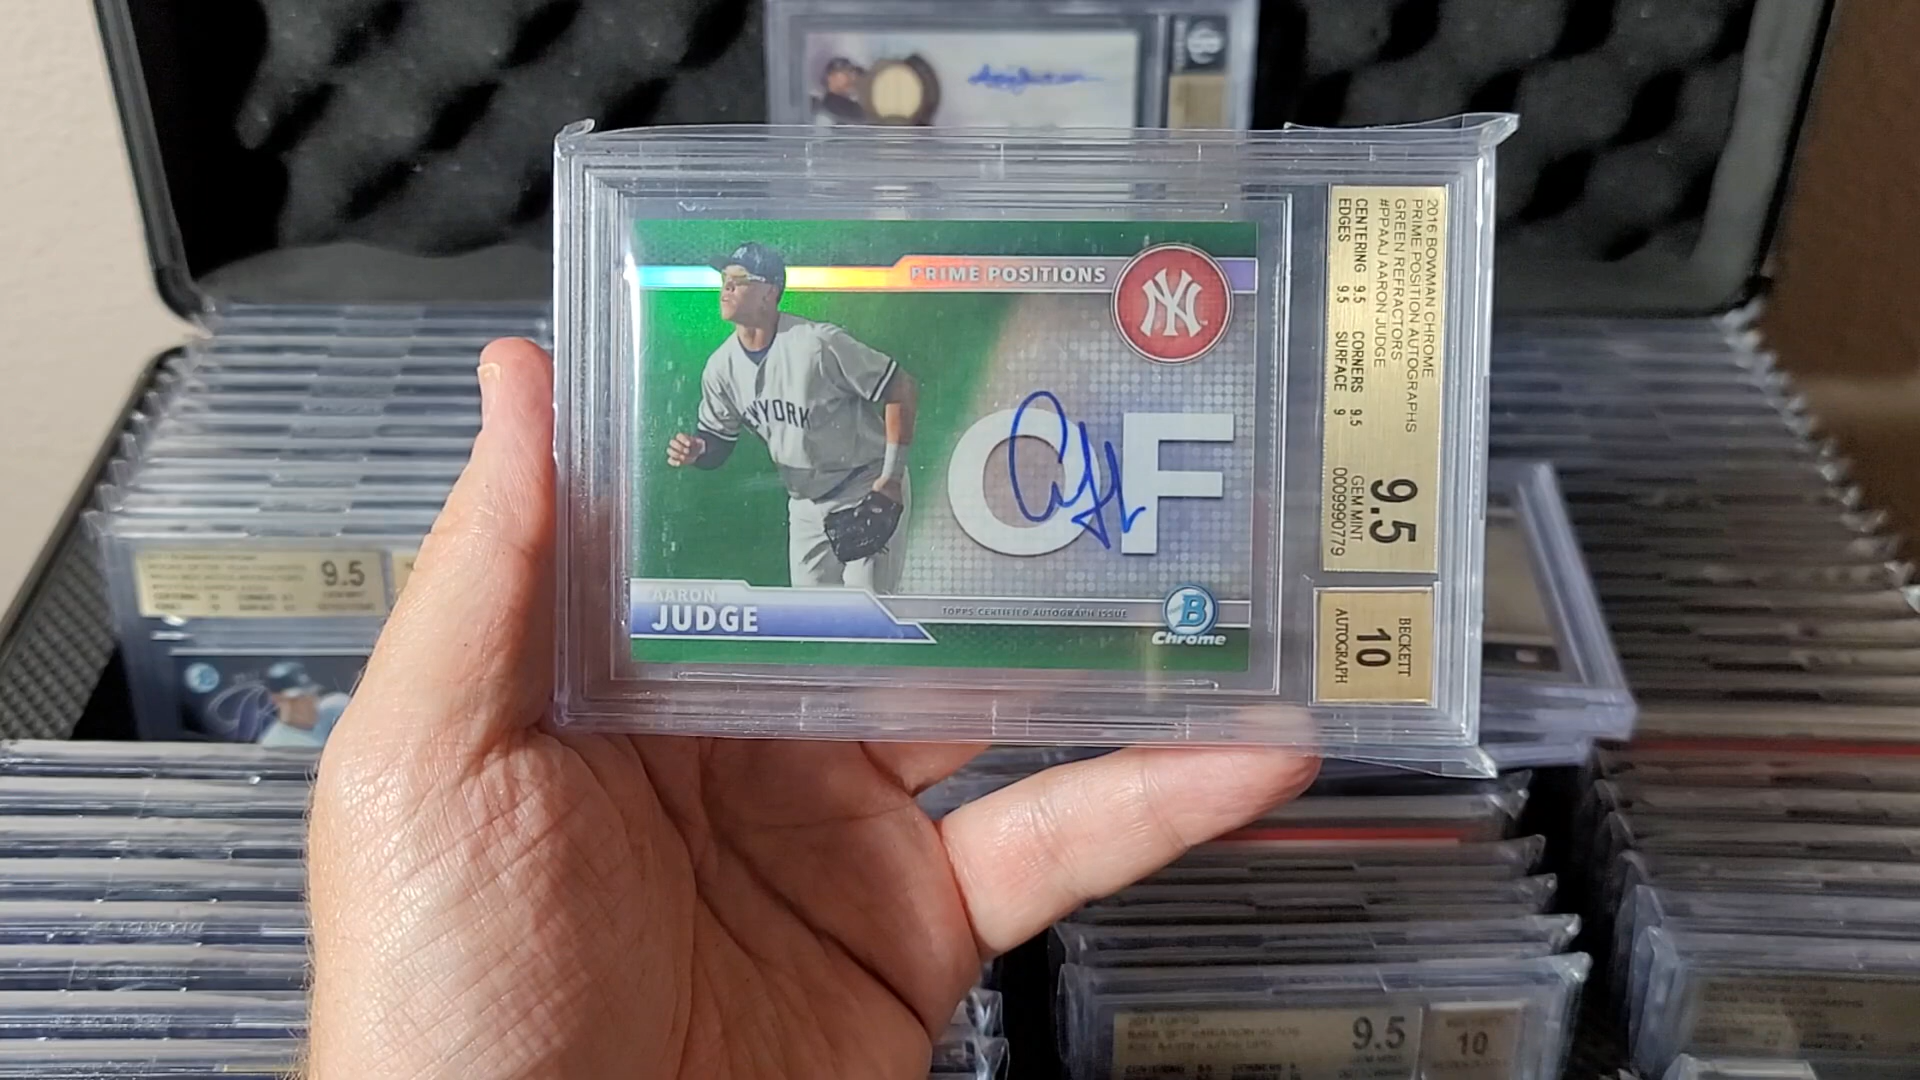 PRIME POSITIONS
NY
NEW YORK
OF
AARON
JUDGE
TOPPS CERTIFIED AUTOGRAPH ISSUE
B
Chrome
2016 BOWMAN CHROME
PRIME POSITION AUTOGRAPHS
GREEN REFRACTORS
#PPAAJ AARON JUDGE
CENTERING 9.5 CORNERS 9.5
EDGES 9.5 SURFACE 9
9.5
GEM MINT
0009990779
BECKETT
10
AUTOGRAPH
9.5
9.5
GEM MINT
10